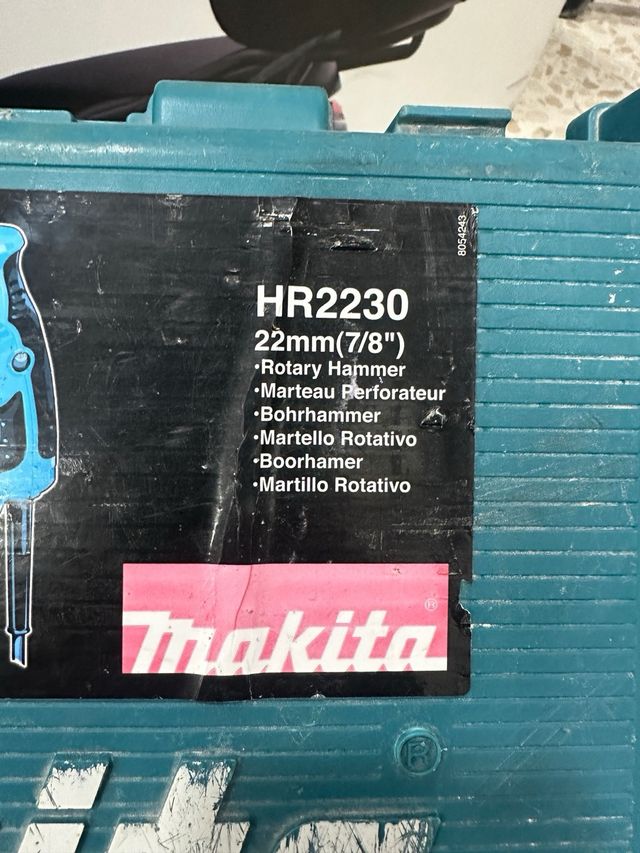 8054243
HR2230
22mm(7/8")
·Rotary Hammer
·Marteau Perforateur
·Bohrhammer
·Martello Rotativo
·Boorhamer
·Martillo Rotativo
makita®
®